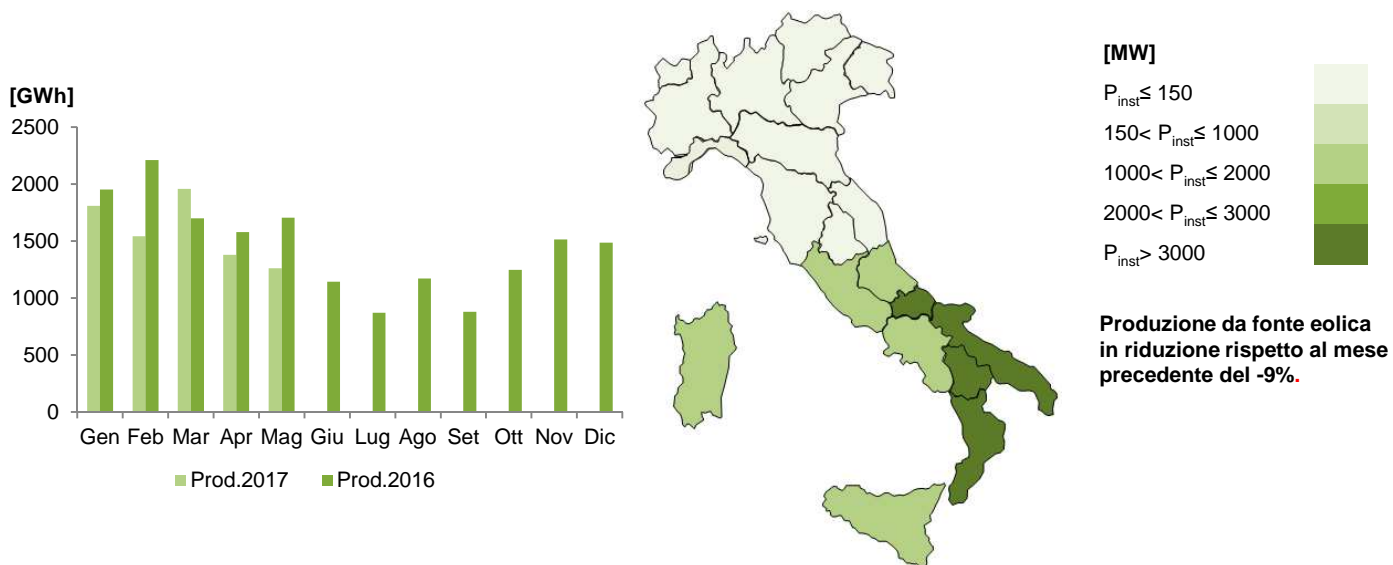 [GWh]
2500
2000
1500
1000
500
0
Gen Feb Mar Apr Mag Giu Lug Ago Set Ott Nov Dic
Prod.2017 Prod.2016
[MW]
Pinst≤ 150
150< Pinst≤ 1000
1000< Pinst≤ 2000
2000< Pinst≤ 3000
Pinst> 3000
Produzione da fonte eolica
in riduzione rispetto al mese
precedente del -9%.